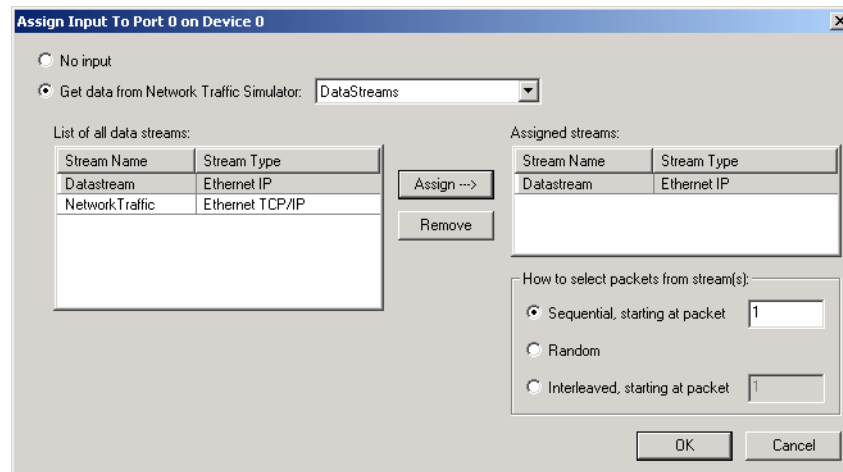 Assign Input To Port 0 on Device 0
No input
Get data from Network Traffic Simulator: DataStreams
List of all data streams:
Stream Name Stream Type
Datastream Ethernet IP
NetworkTraffic Ethernet TCP/IP
Assign --->
Remove
Assigned streams:
Stream Name Stream Type
Datastream Ethernet IP
How to select packets from stream(s):
Sequential, starting at packet 1
Random
Interleaved, starting at packet 1
OK Cancel